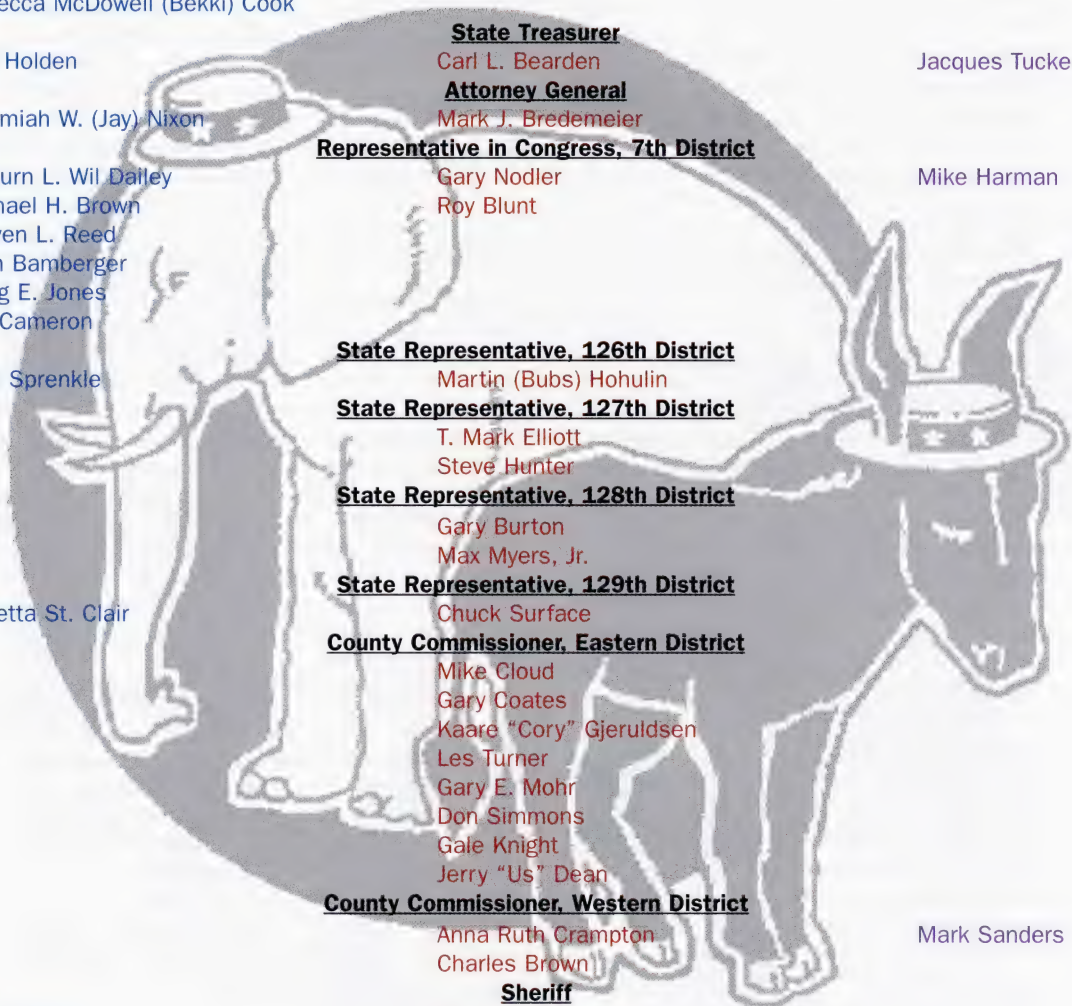 ecca McDowell (Bekki) Cook
State Treasurer
Holden Carl L. Bearden Jacques Tucke
Attorney General
miah W. (Jay) Nixon Mark J. Bredemeier
Representative in Congress, 7th District
urn L. Wil Dailey Gary Nodler Mike Harman
hael H. Brown Roy Blunt
ven L. Reed
Bamberger
g E. Jones
Cameron
State Representative, 126th District
Sprenkle Martin (Bubs) Hohulin
State Representative, 127th District
T. Mark Elliott
Steve Hunter
State Representative, 128th District
Gary Burton
Max Myers, Jr.
State Representative, 129th District
etta St. Clair Chuck Surface
County Commissioner, Eastern District
Mike Cloud
Gary Coates
Kaare "Cory" Gjeruldsen
Les Turner
Gary E. Mohr
Don Simmons
Gale Knight
Jerry "Us" Dean
County Commissioner, Western District
Anna Ruth Crampton Mark Sanders
Charles Brown
Sheriff